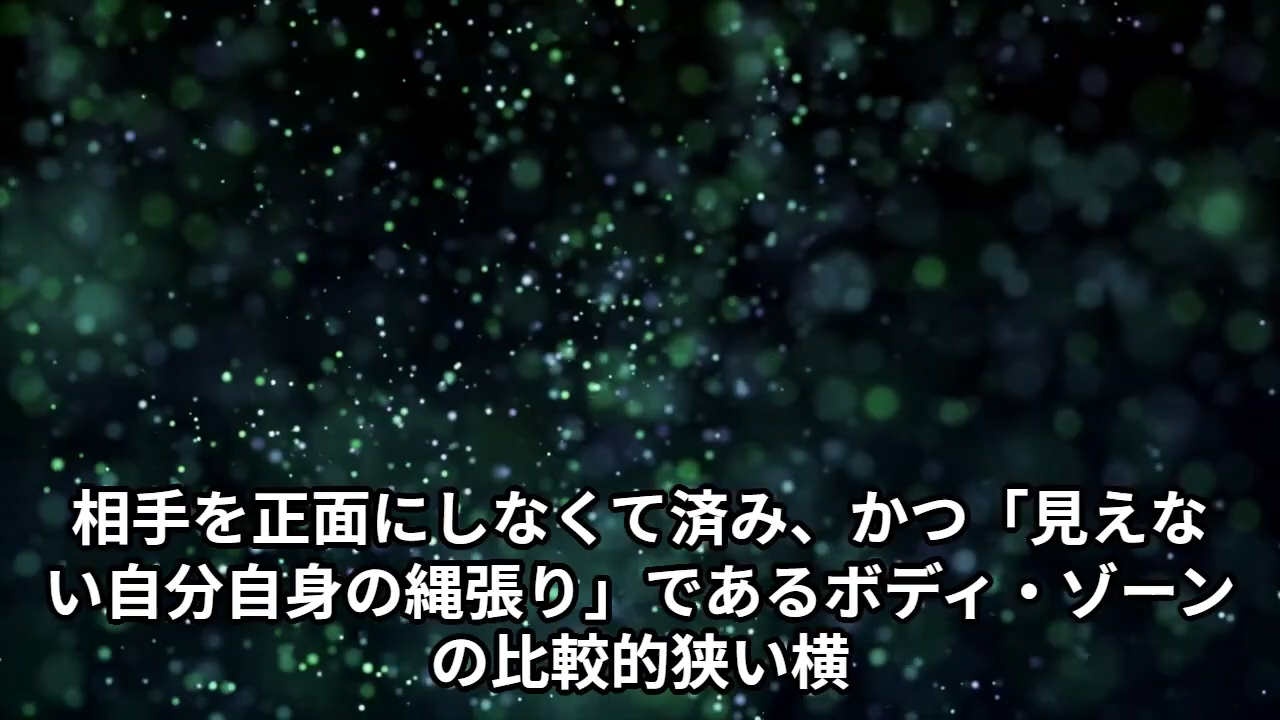 相手を正面にしなくて済み、かつ「見えな
い自分自身の縄張り」であるボディ・ゾーン
の比較的狭い横